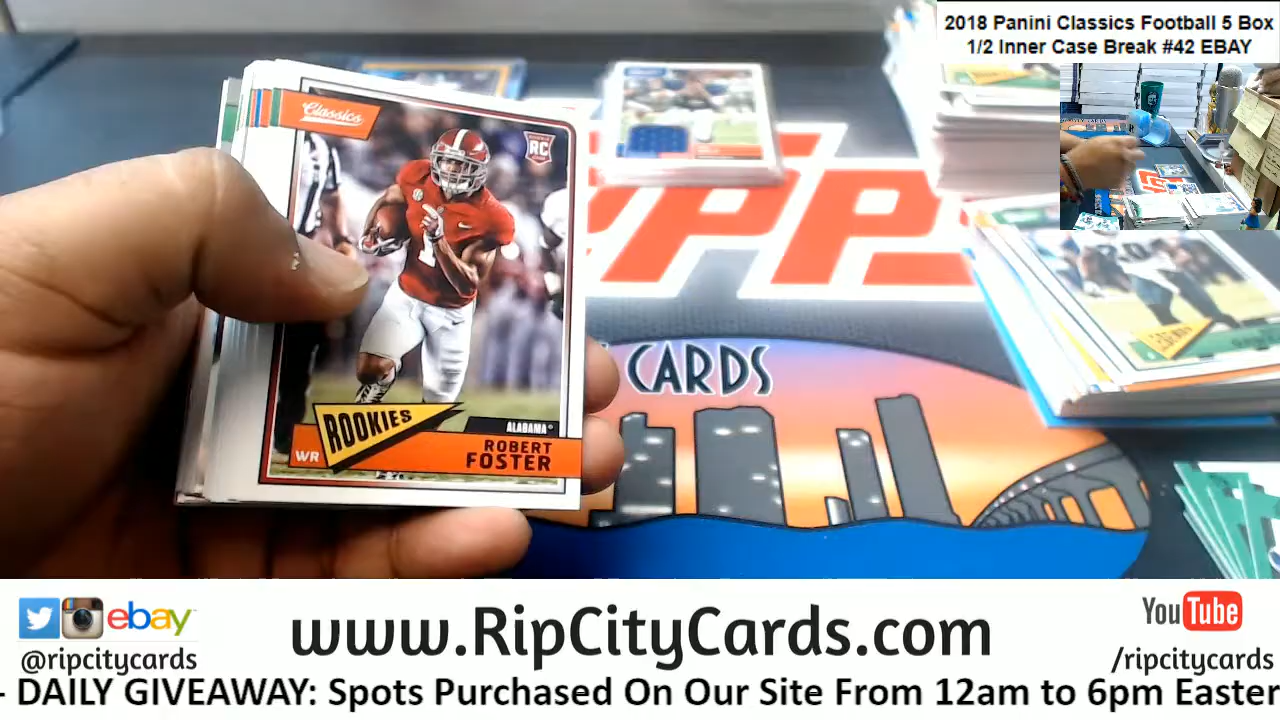 2018 Panini Classics Football 5 Box
1/2 Inner Case Break #42 EBAY
Classics
RC
ROOKIES
ALABAMA
WR
ROBERT
FOSTER
CARDS
ebay
@ripcitycards
www.RipCityCards.com
YouTube
/ripcitycards
- DAILY GIVEAWAY: Spots Purchased On Our Site From 12am to 6pm Easter